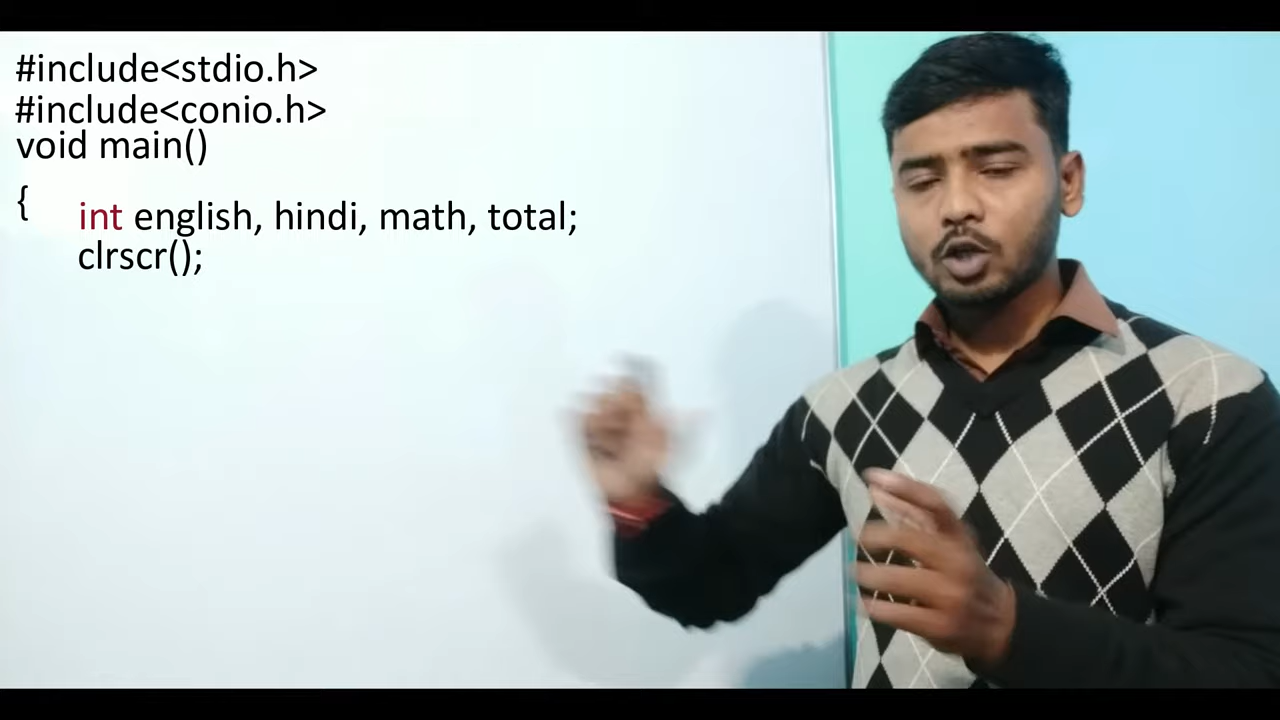 #include<stdio.h>
#include<conio.h>
void main()
{
int english, hindi, math, total;
clrscr();